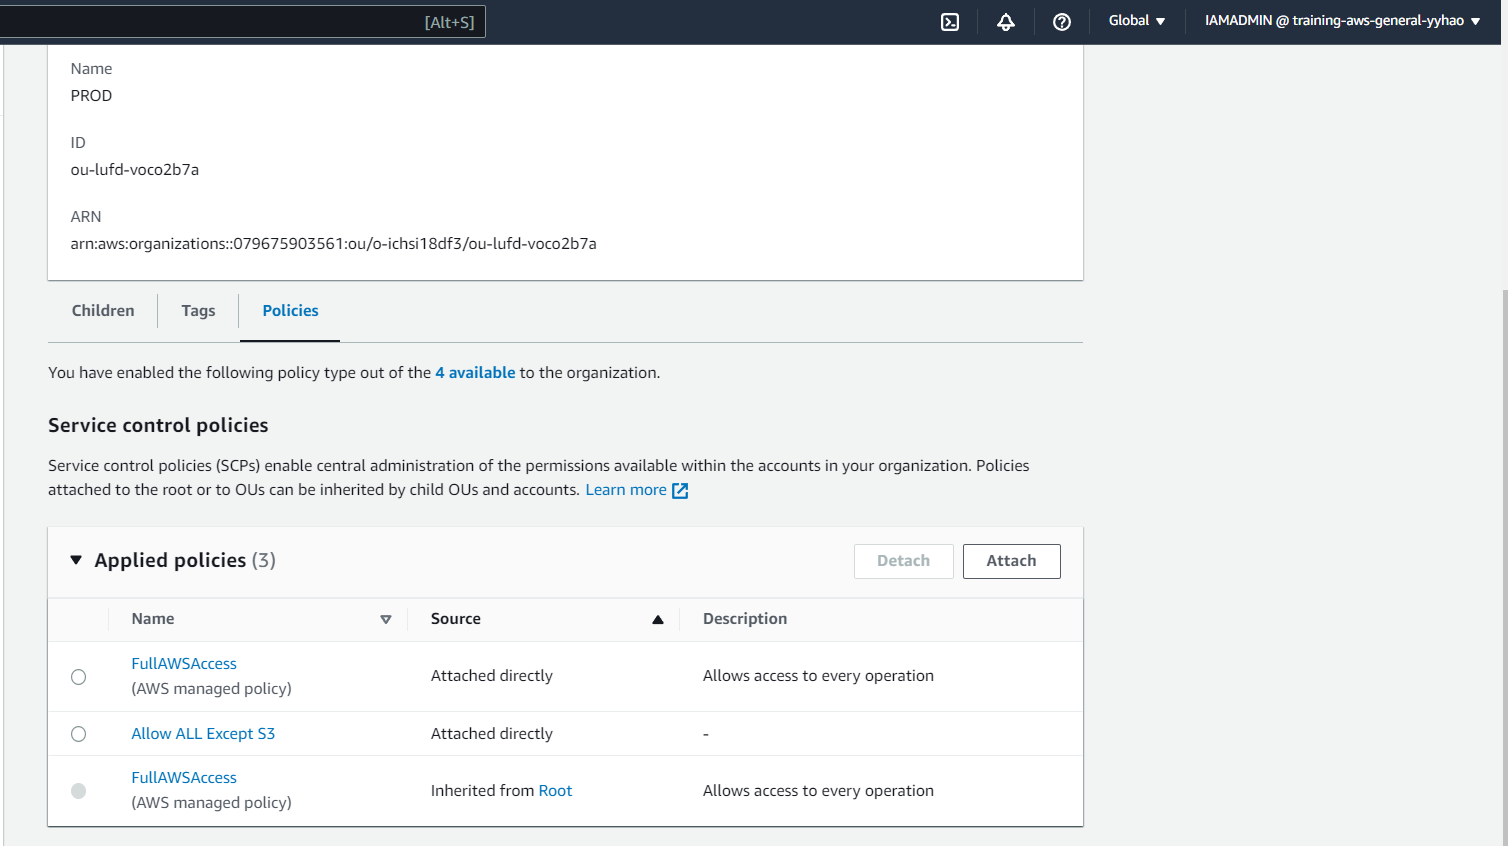 [Alt+S]
Global
IAMADMIN @ training-aws-general-yyhao
Name
PROD
ID
ou-lufd-voco2b7a
ARN
arn:aws:organizations::079675903561:ou/o-ichsi18df3/ou-lufd-voco2b7a
Children
Tags
Policies
You have enabled the following policy type out of the 4 available to the organization.
Service control policies
Service control policies (SCPs) enable central administration of the permissions available within the accounts in your organization. Policies
attached to the root or to OUs can be inherited by child OUs and accounts. Learn more
Applied policies (3)
Detach
Attach
Name
Source
Description
FullAWSAccess
(AWS managed policy)
Attached directly
Allows access to every operation
Allow ALL Except S3
Attached directly
-
FullAWSAccess
(AWS managed policy)
Inherited from Root
Allows access to every operation